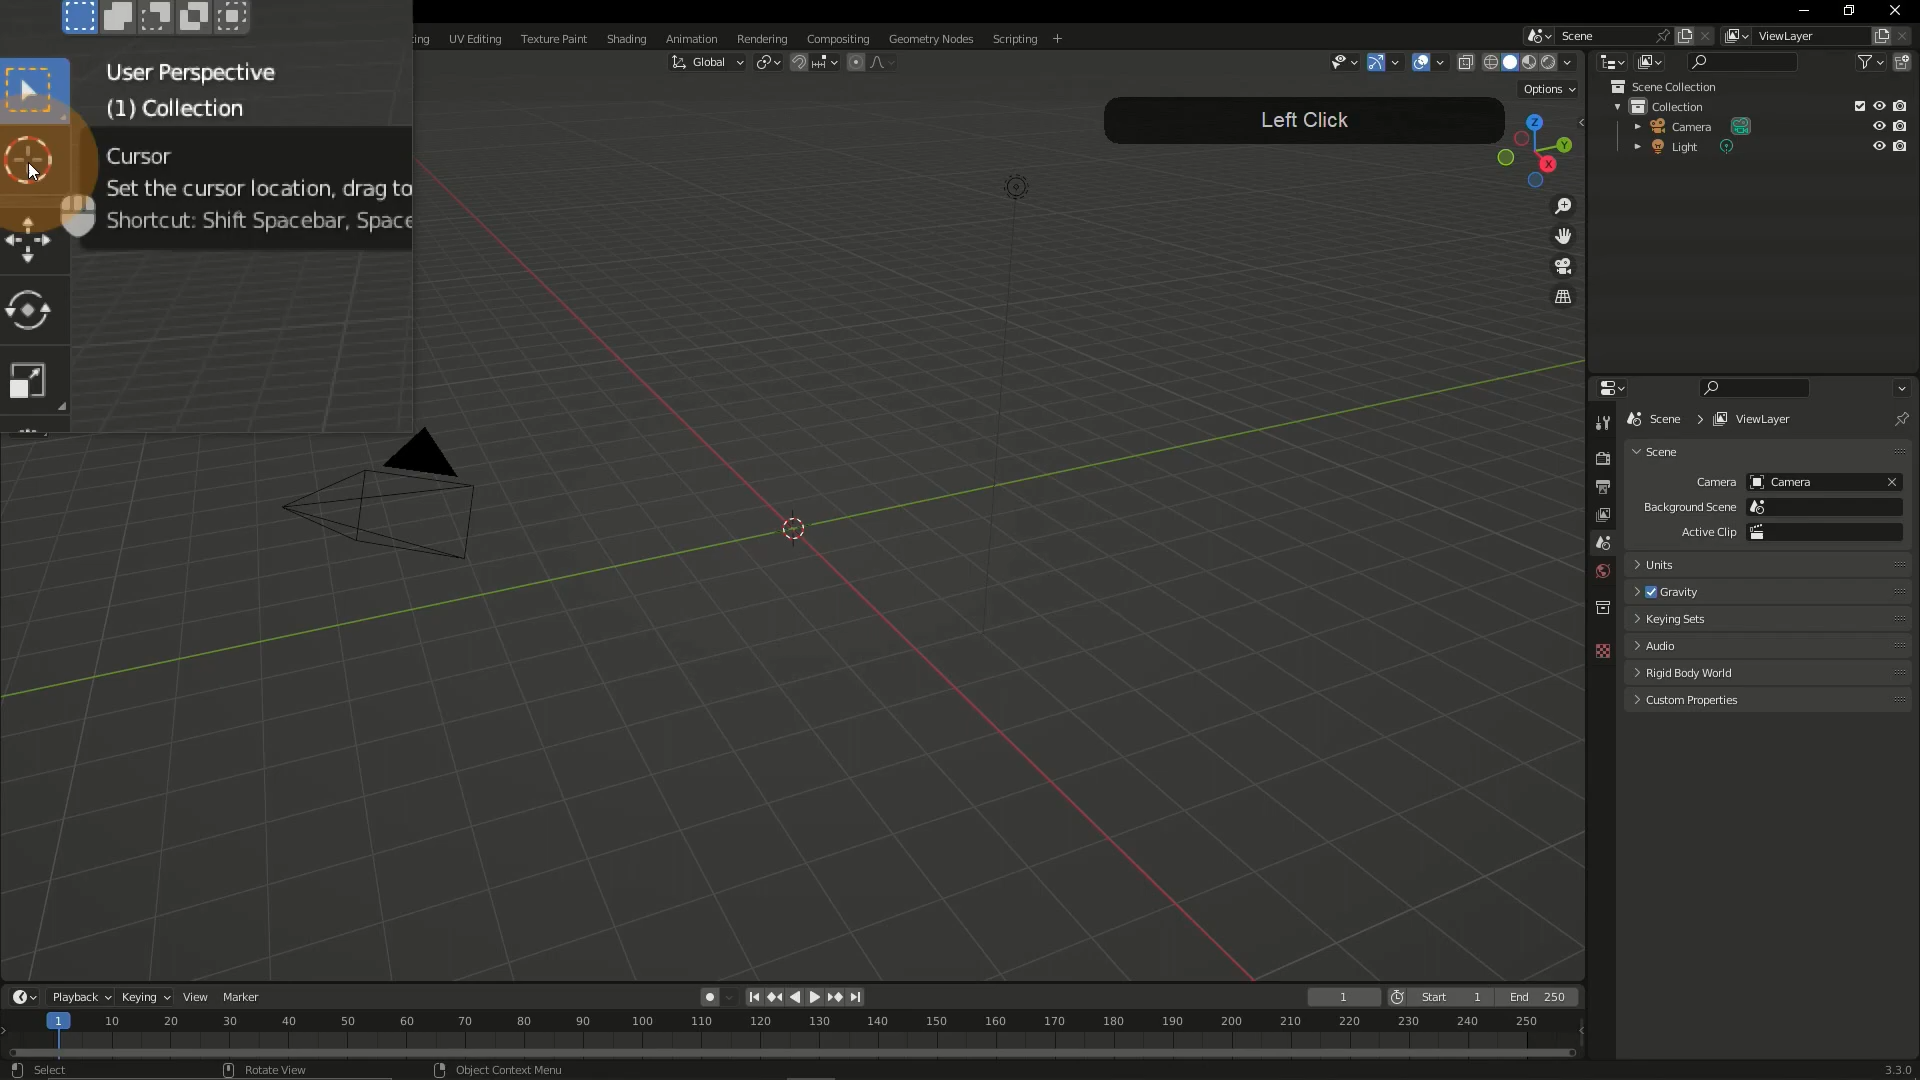 ing UV Editing Texture Paint Shading Animation Rendering Compositing Geometry Nodes Scripting + Scene ViewLayer
Global
Options
User Perspective
(1) Collection
Cursor
Set the cursor location, drag to
Shortcut: Shift Spacebar, Space
Left Click
Z
Y
X
Scene Collection
Collection
Camera
Light
Scene > ViewLayer
Scene
Camera Camera
Background Scene
Active Clip
Units
Gravity
Keying Sets
Audio
Rigid Body World
Custom Properties
Playback Keying View Marker 1 Start 1 End 250
1 10 20 30 40 50 60 70 80 90 100 110 120 130 140 150 160 170 180 190 200 210 220 230 240 250
Select Rotate View Object Context Menu 3.3.0